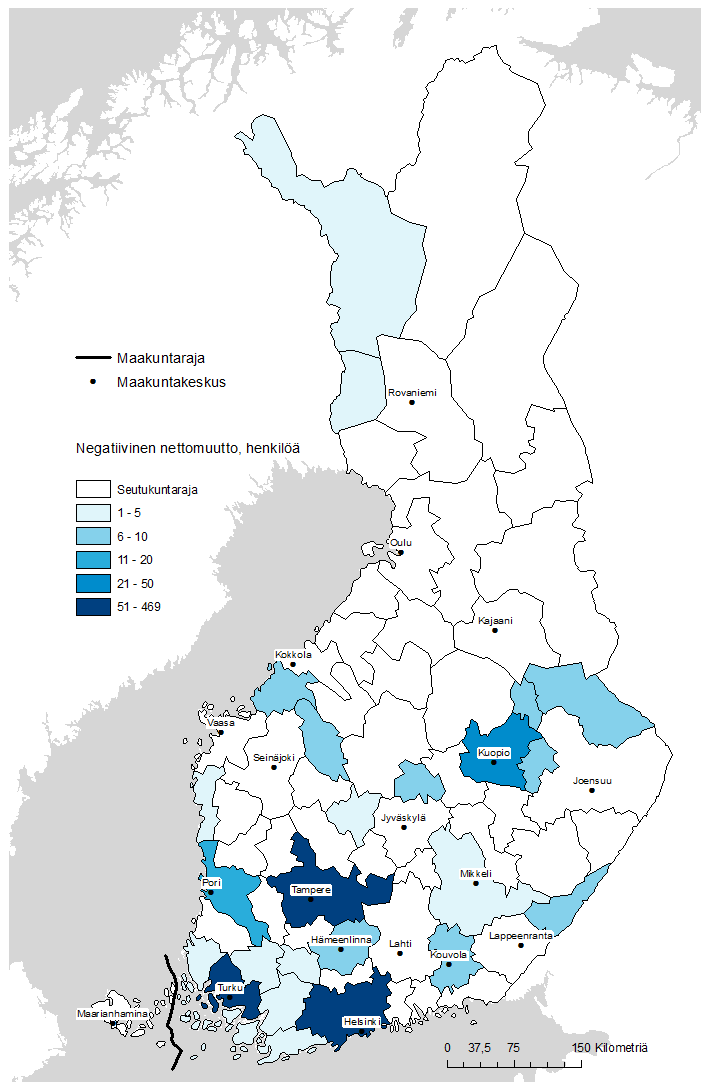 Maakuntaraja
Maakuntakeskus
Rovaniemi
Negatiivinen nettomuutto, henkilöä
Seutukuntaraja
1 - 5
6 - 10
11 - 20
21 - 50
51 - 469
Oulu
Kajaani
Kokkola
Vaasa
Seinäjoki
Kuopio
Joensuu
Jyväskylä
Mikkeli
Pori
Tampere
Lappeenranta
Hämeenlinna
Lahti
Kouvola
Turku
Maarianhamina
Helsinki
0 37,5 75 150 Kilometriä